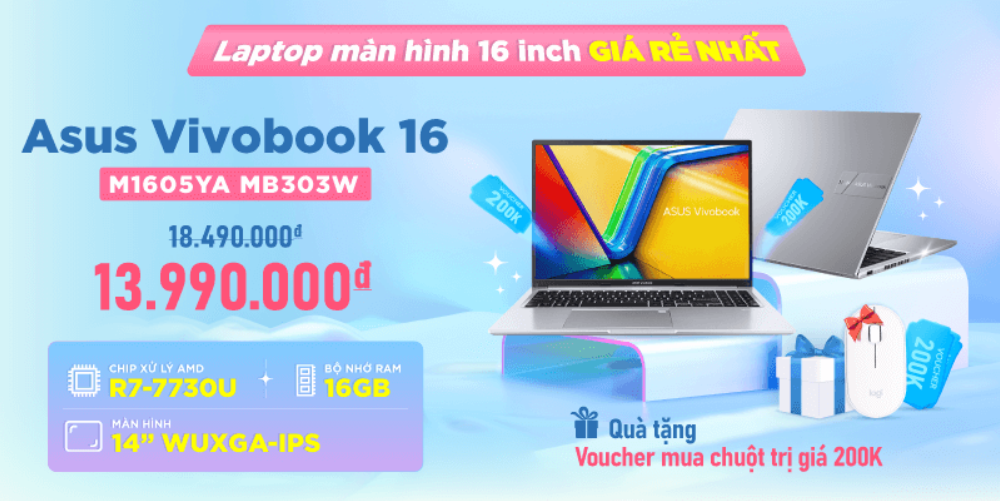 Laptop màn hình 16 inch GIÁ RẺ NHẤT
Asus Vivobook 16
M1605YA MB303W
18.490.000đ
13.990.000đ
CHIP XỬ LÝ AMD
R7-7730U
BỘ NHỚ RAM
16GB
MÀN HÌNH
14” WUXGA-IPS
VOUCHER
200K
ASUS Vivobook
VOUCHER
200K
logi
VOUCHER
200K
Quà tặng
Voucher mua chuột trị giá 200K